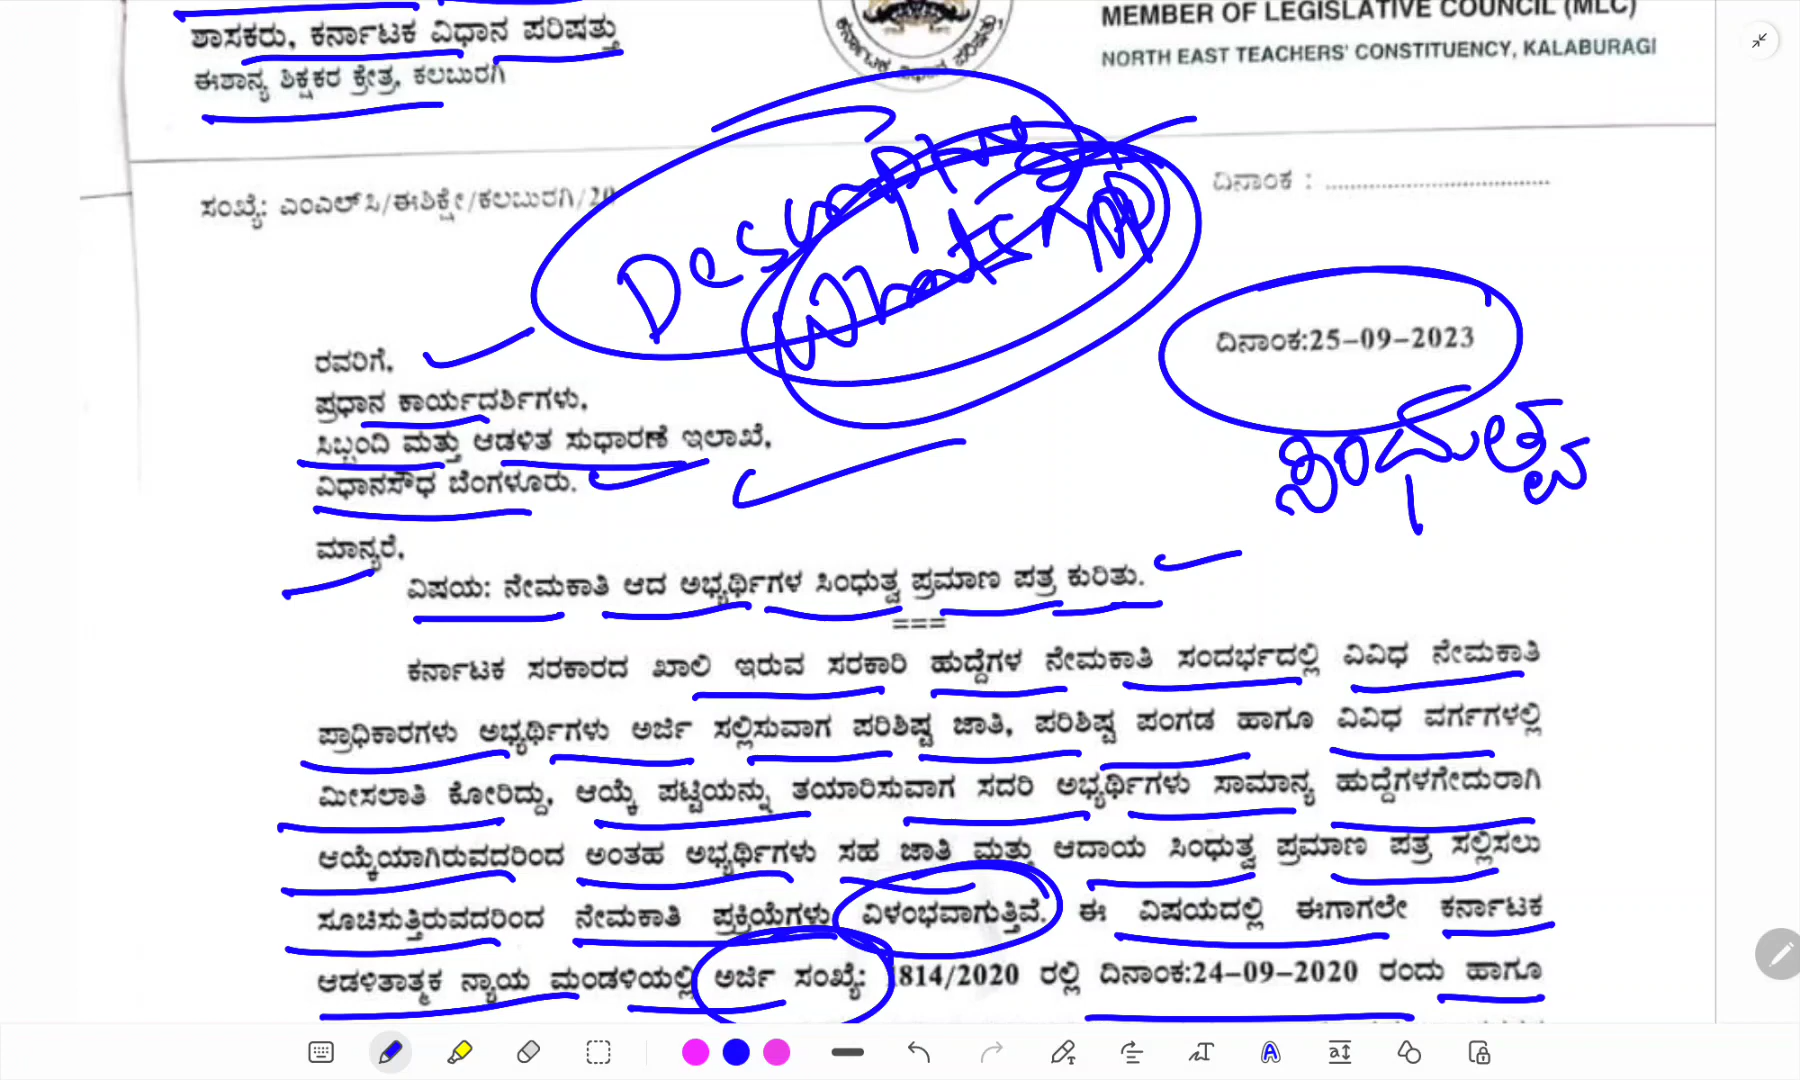 MEMBER OF LEGISLATIVE COUNCIL (MLC)
ಶಾಸಕರು, ಕರ್ನಾಟಕ ವಿಧಾನ ಪರಿಷತ್ತು
NORTH EAST TEACHERS' CONSTITUENCY, KALABURAGI
ಈಶಾನ್ಯ ಶಿಕ್ಷಕರ ಕ್ಷೇತ್ರ, ಕಲಬುರಗಿ
ಕರ್ನಾಟಕ ವಿಧಾನ ಪರಿಷತ್ತು
ಸಂಖ್ಯೆ: ಎಂಎಲ್‌ಸಿ/ಈಶಿಕ್ಷೇ/ಕಲಬುರಗಿ/20
ದಿನಾಂಕ : ......................................
WhatsApp
ದಿನಾಂಕ:25-09-2023
ರವರಿಗೆ,
ಪ್ರಧಾನ ಕಾರ್ಯದರ್ಶಿಗಳು,
ಸಿಬ್ಬಂದಿ ಮತ್ತು ಆಡಳಿತ ಸುಧಾರಣೆ ಇಲಾಖೆ,
ವಿಧಾನಸೌಧ ಬೆಂಗಳೂರು.
ಮಾನ್ಯರೆ,
ವಿಷಯ: ನೇಮಕಾತಿ ಆದ ಅಭ್ಯರ್ಥಿಗಳ ಸಿಂಧುತ್ವ ಪ್ರಮಾಣ ಪತ್ರ ಕುರಿತು.
===
ಕರ್ನಾಟಕ ಸರಕಾರದ ಖಾಲಿ ಇರುವ ಸರಕಾರಿ ಹುದ್ದೆಗಳ ನೇಮಕಾತಿ ಸಂದರ್ಭದಲ್ಲಿ ವಿವಿಧ ನೇಮಕಾತಿ
ಪ್ರಾಧಿಕಾರಗಳು ಅಭ್ಯರ್ಥಿಗಳು ಅರ್ಜಿ ಸಲ್ಲಿಸುವಾಗ ಪರಿಶಿಷ್ಟ ಜಾತಿ, ಪರಿಶಿಷ್ಟ ಪಂಗಡ ಹಾಗೂ ವಿವಿಧ ವರ್ಗಗಳಲ್ಲಿ
ಮೀಸಲಾತಿ ಕೋರಿದ್ದು, ಆಯ್ಕೆ ಪಟ್ಟಿಯನ್ನು ತಯಾರಿಸುವಾಗ ಸದರಿ ಅಭ್ಯರ್ಥಿಗಳು ಸಾಮಾನ್ಯ ಹುದ್ದೆಗಳಗೇದುರಾಗಿ
ಆಯ್ಕೆಯಾಗಿರುವದರಿಂದ ಅಂತಹ ಅಭ್ಯರ್ಥಿಗಳು ಸಹ ಜಾತಿ ಮತ್ತು ಆದಾಯ ಸಿಂಧುತ್ವ ಪ್ರಮಾಣ ಪತ್ರ ಸಲ್ಲಿಸಲು
ಸೂಚಿಸುತ್ತಿರುವದರಿಂದ ನೇಮಕಾತಿ ಪ್ರಕ್ರಿಯೆಗಳು ವಿಳಂಭವಾಗುತ್ತಿವೆ. ಈ ವಿಷಯದಲ್ಲಿ ಈಗಾಗಲೇ ಕರ್ನಾಟಕ
ಆಡಳಿತಾತ್ಮಕ ನ್ಯಾಯ ಮಂಡಳಿಯಲ್ಲಿ ಅರ್ಜಿ ಸಂಖ್ಯೆ: 1814/2020 ರಲ್ಲಿ ದಿನಾಂಕ:24-09-2020 ರಂದು ಹಾಗೂ